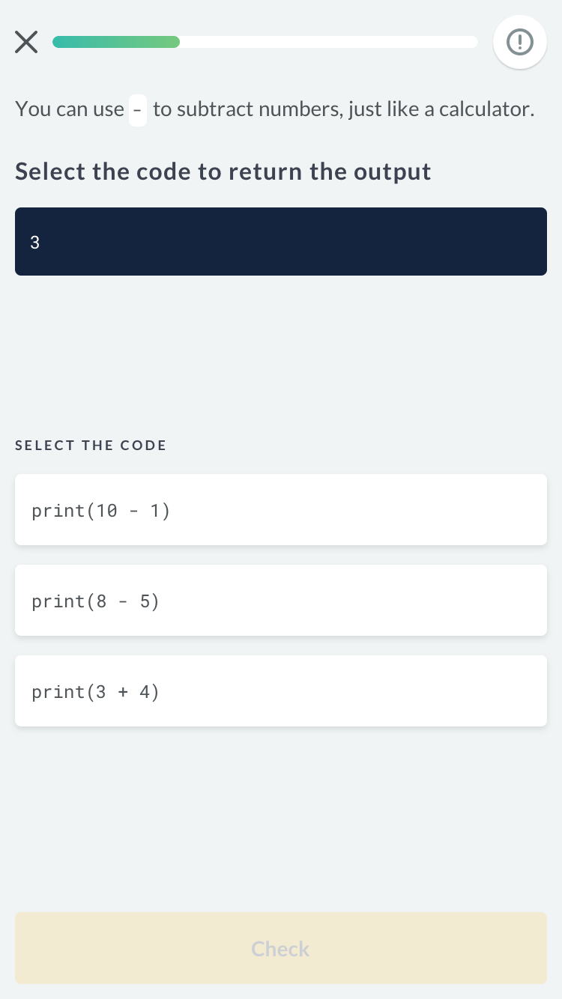 You can use - to subtract numbers, just like a calculator.
Select the code to return the output
3
SELECT THE CODE
print(10 - 1)
print(8 - 5)
print(3 + 4)
Check